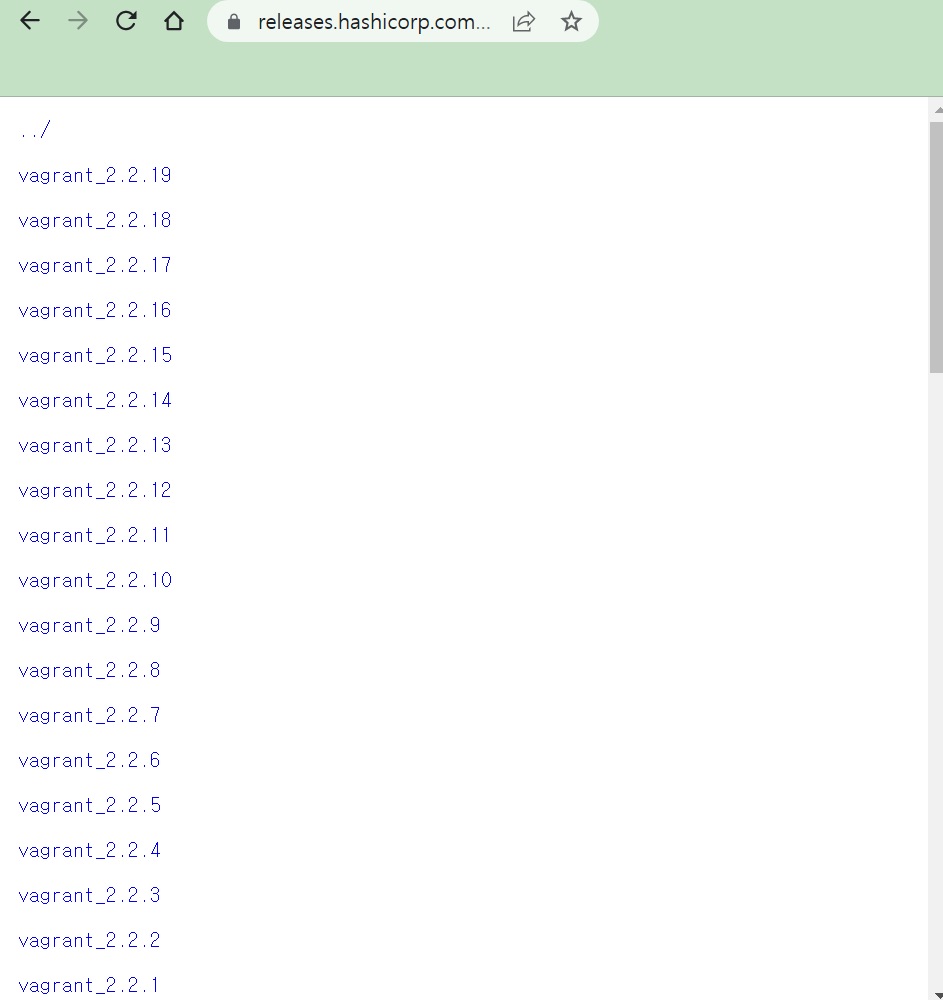 releases.hashicorp.com...
../
vagrant_2.2.19
vagrant_2.2.18
vagrant_2.2.17
vagrant_2.2.16
vagrant_2.2.15
vagrant_2.2.14
vagrant_2.2.13
vagrant_2.2.12
vagrant_2.2.11
vagrant_2.2.10
vagrant_2.2.9
vagrant_2.2.8
vagrant_2.2.7
vagrant_2.2.6
vagrant_2.2.5
vagrant_2.2.4
vagrant_2.2.3
vagrant_2.2.2
vagrant_2.2.1